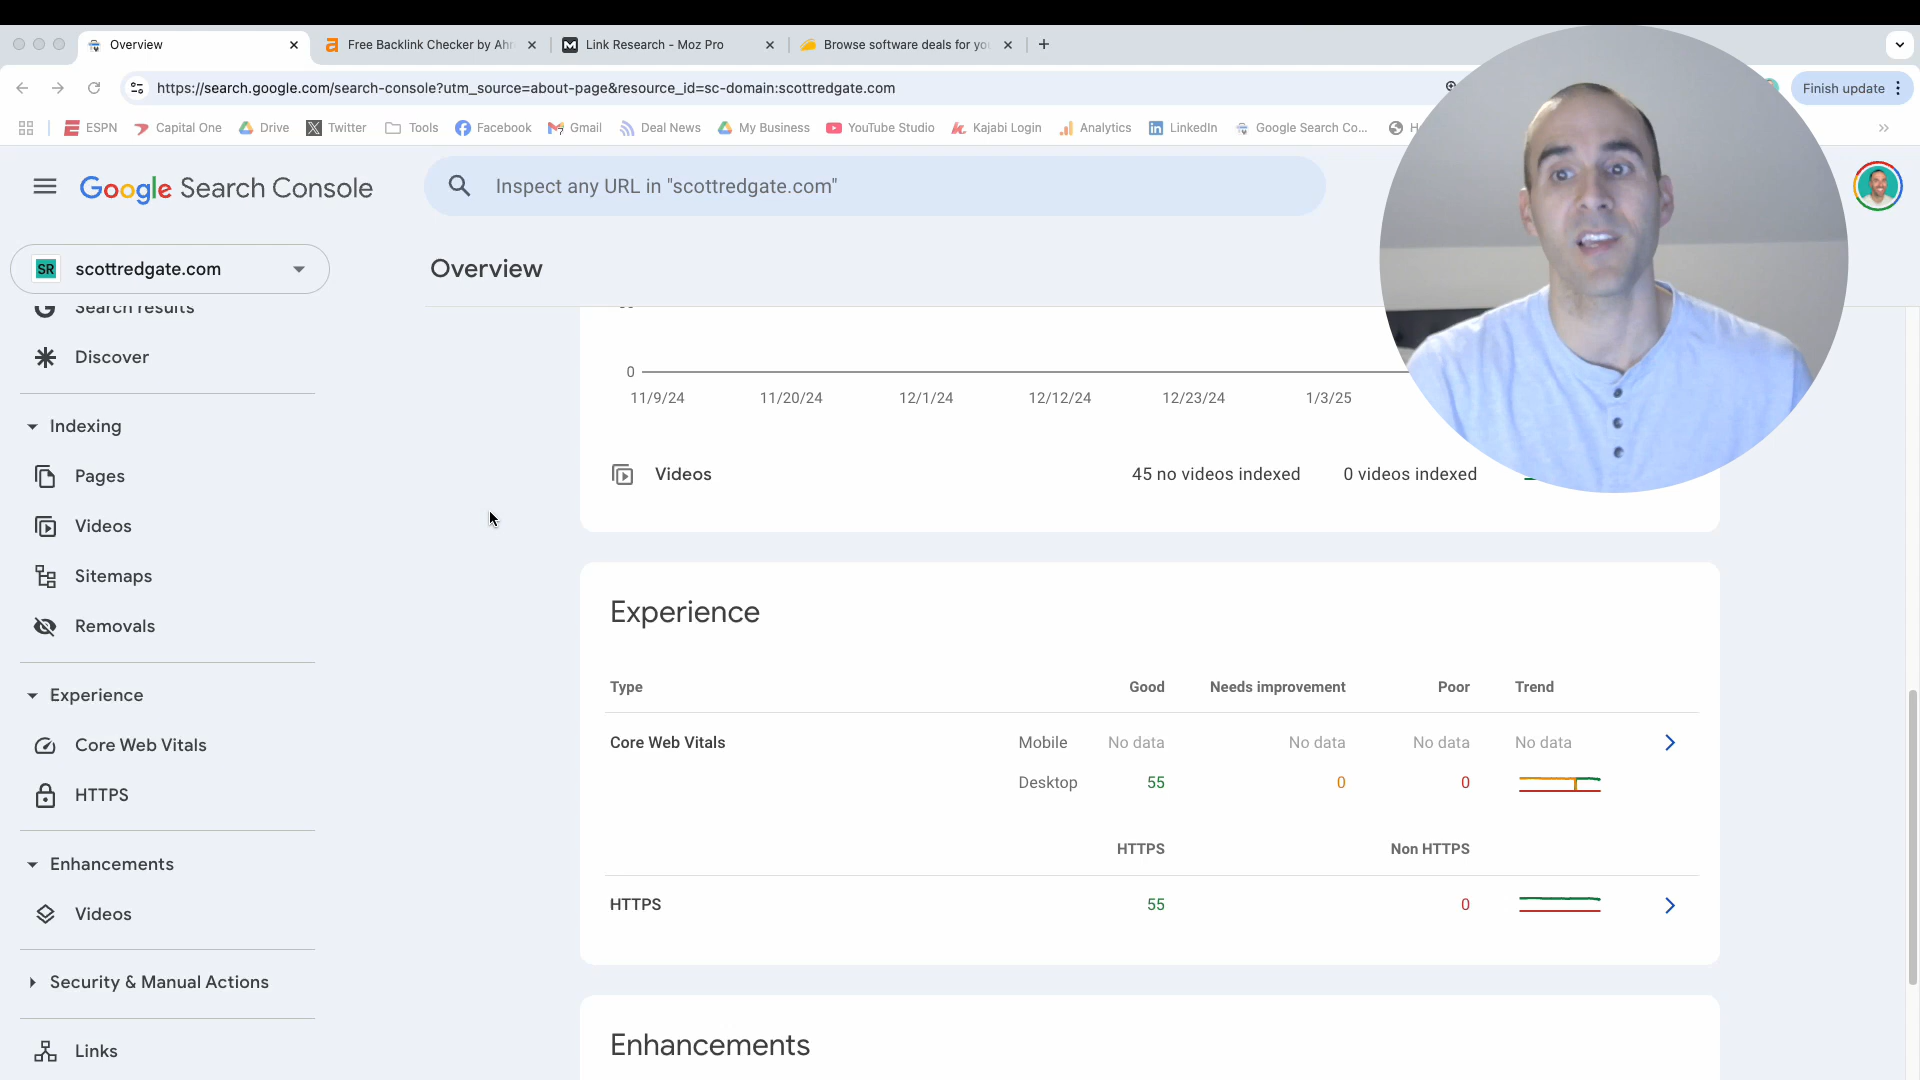 Overview
Free Backlink Checker by Ah
Link Research - Moz Pro
Browse software deals for yo
https://search.google.com/search-console?utm_source=about-page&resource_id=sc-domain:scottredgate.com
Finish update
ESPN
Capital One
Drive
Twitter
Tools
Facebook
Gmail
Deal News
My Business
YouTube Studio
Kajabi Login
Analytics
LinkedIn
Google Search Co...
Google Search Console
Inspect any URL in "scottredgate.com"
SR
scottredgate.com
Overview
Search results
Discover
Indexing
Pages
Videos
Sitemaps
Removals
Experience
Core Web Vitals
HTTPS
Enhancements
Videos
Security & Manual Actions
Links
0
11/9/24 11/20/24 12/1/24 12/12/24 12/23/24 1/3/25
Videos 45 no videos indexed 0 videos indexed
Experience
Type Good Needs improvement Poor Trend
Core Web Vitals Mobile No data No data No data No data
Desktop 55 0 0
HTTPS Non HTTPS
HTTPS 55 0
Enhancements